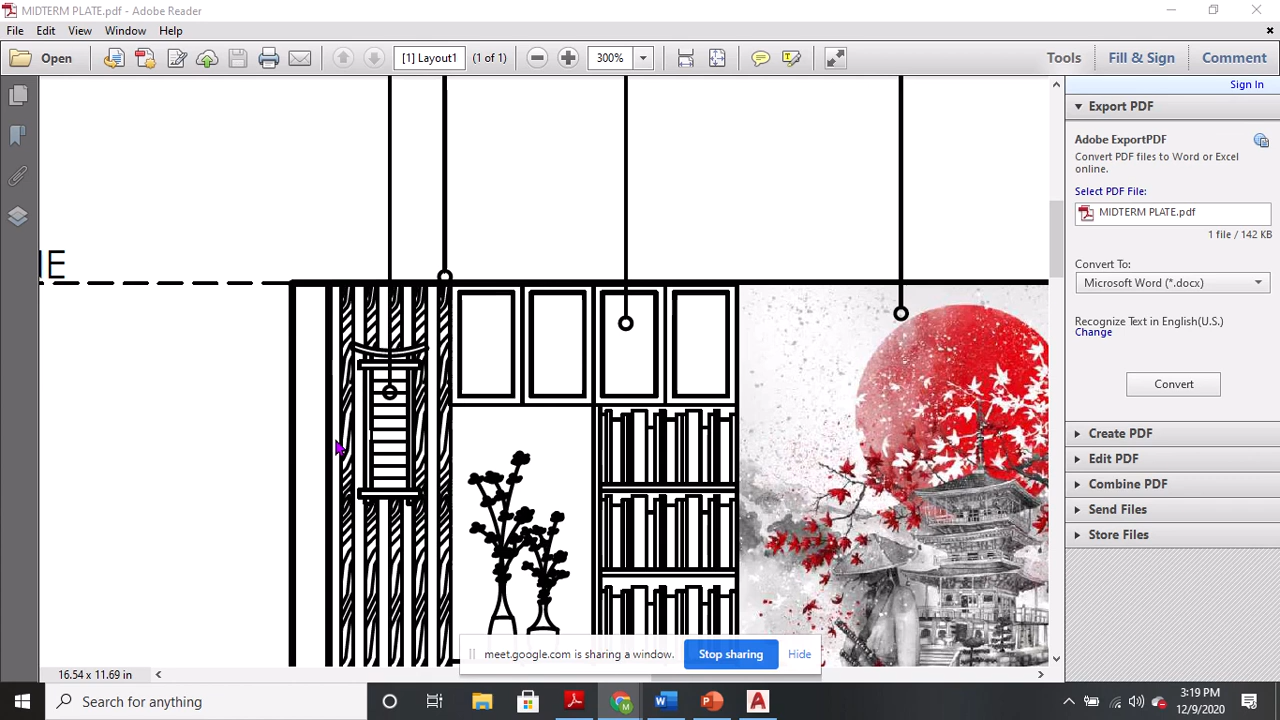 MIDTERM PLATE.pdf - Adobe Reader
File Edit View Window Help
Open [1] Layout1 (1 of 1) 300% Tools Fill & Sign Comment
Sign In
Export PDF
Adobe ExportPDF
Convert PDF files to Word or Excel
online.
Select PDF File:
MIDTERM PLATE.pdf
1 file / 142 KB
Convert To:
Microsoft Word (*.docx)
Recognize Text in English(U.S.)
Change
Convert
Create PDF
Edit PDF
Combine PDF
Send Files
Store Files
meet.google.com is sharing a window. Stop sharing Hide
16.54 x 11.69 in
Search for anything
3:19 PM
12/9/2020